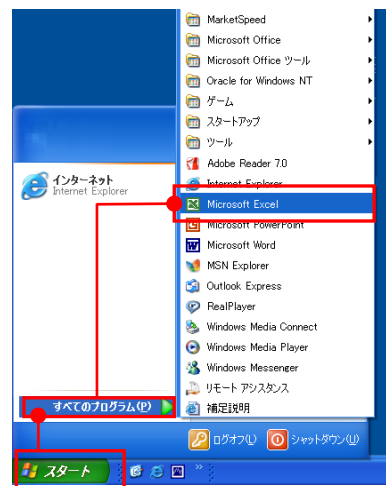 MarketSpeed
Microsoft Office
Microsoft Office ツール
Oracle for Windows NT
ゲーム
スタートアップ
ツール
Adobe Reader 7.0
Internet Explorer
Microsoft Excel
Microsoft PowerPoint
Microsoft Word
MSN Explorer
Outlook Express
RealPlayer
Windows Media Connect
Windows Media Player
Windows Messenger
リモート アシスタンス
補足説明
インターネット
Internet Explorer
すべてのプログラム(P)
ログオフ(L)
シャットダウン(U)
スタート